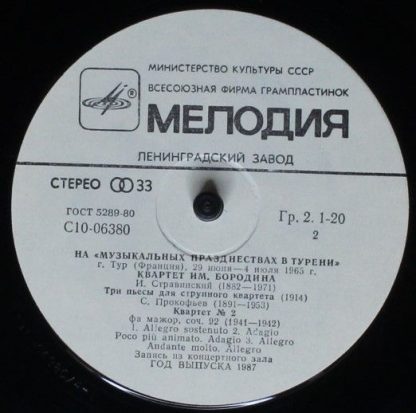 МИНИСТЕРСТВО КУЛЬТУРЫ СССР
ВСЕСОЮЗНАЯ ФИРМА ГРАМПЛАСТИНОК
®
МЕЛОДИЯ
ЛЕНИНГРАДСКИЙ ЗАВОД
СТЕРЕО 33
ГОСТ 5289-80
С10-06380
Гр. 2. 1-20
2
НА «МУЗЫКАЛЬНЫХ ПРАЗДНЕСТВАХ В ТУРЕНИ»
г. Тур (Франция), 29 июня—4 июля 1965 г.
КВАРТЕТ ИМ. БОРОДИНА
И. Стравинский (1882—1971)
Три пьесы для струнного квартета (1914)
С. Прокофьев (1891—1953)
Квартет № 2
фа мажор, соч. 92 (1941—1942)
1. Allegro sostenuto 2. Adagio
Poco più animato. Adagio 3. Allegro
Andante molto. Allegro
Запись из концертного зала
ГОД ВЫПУСКА 1987